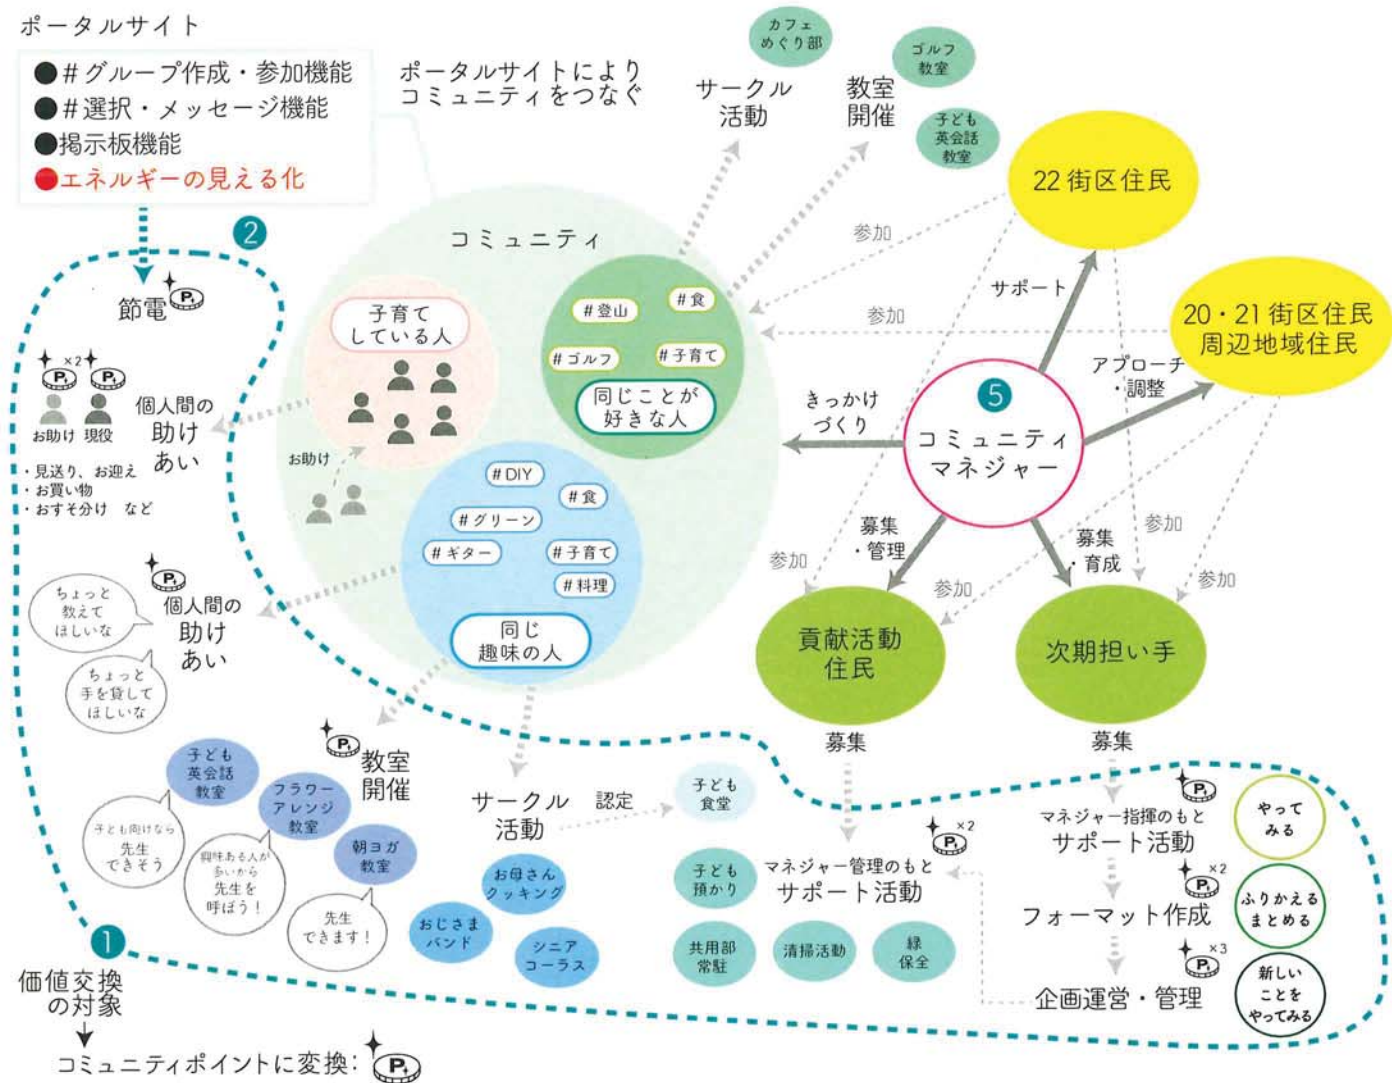 ポータルサイト
●#グループ作成・参加機能
●#選択・メッセージ機能
●掲示板機能
●エネルギーの見える化
ポータルサイトにより
コミュニティをつなぐ
サークル
活動
カフェ
めぐり部
教室
開催
ゴルフ
教室
子ども
英会話
教室
22街区住民
20・21街区住民
周辺地域住民
参加
参加
サポート
アプローチ
・調整
きっかけ
づくり
5
コミュニティ
マネジャー
募集
・管理
募集
・育成
参加
参加
参加
参加
貢献活動
住民
次期担い手
募集
募集
コミュニティ
子育て
している人
お助け
#登山
#食
#ゴルフ
#子育て
同じことが
好きな人
#DIY
#食
#グリーン
#ギター
#子育て
#料理
同じ
趣味の人
2
節電
P
×2
P
P
お助け 現役
個人間の
助け
あい
・見送り、お迎え
・お買い物
・おすそ分け など
P
個人間の
助け
あい
ちょっと
教えて
ほしいな
ちょっと
手を貸して
ほしいな
P
教室
開催
子ども
英会話
教室
フラワー
アレンジ
教室
朝ヨガ
教室
子ども向けなら
先生
できそう
興味ある人が
多いから
先生を
呼ぼう!
先生
できます!
サークル
活動
認定
子ども
食堂
お母さん
クッキング
おじさま
バンド
シニア
コーラス
P
×2
マネジャー管理のもと
サポート活動
子ども
預かり
共用部
常駐
清掃活動
緑
保全
P
マネジャー指揮のもと
サポート活動
P
×2
フォーマット作成
P
×3
企画運営・管理
やって
みる
ふりかえる
まとめる
新しい
ことを
やってみる
1
価値交換
の対象
コミュニティポイントに変換:
P